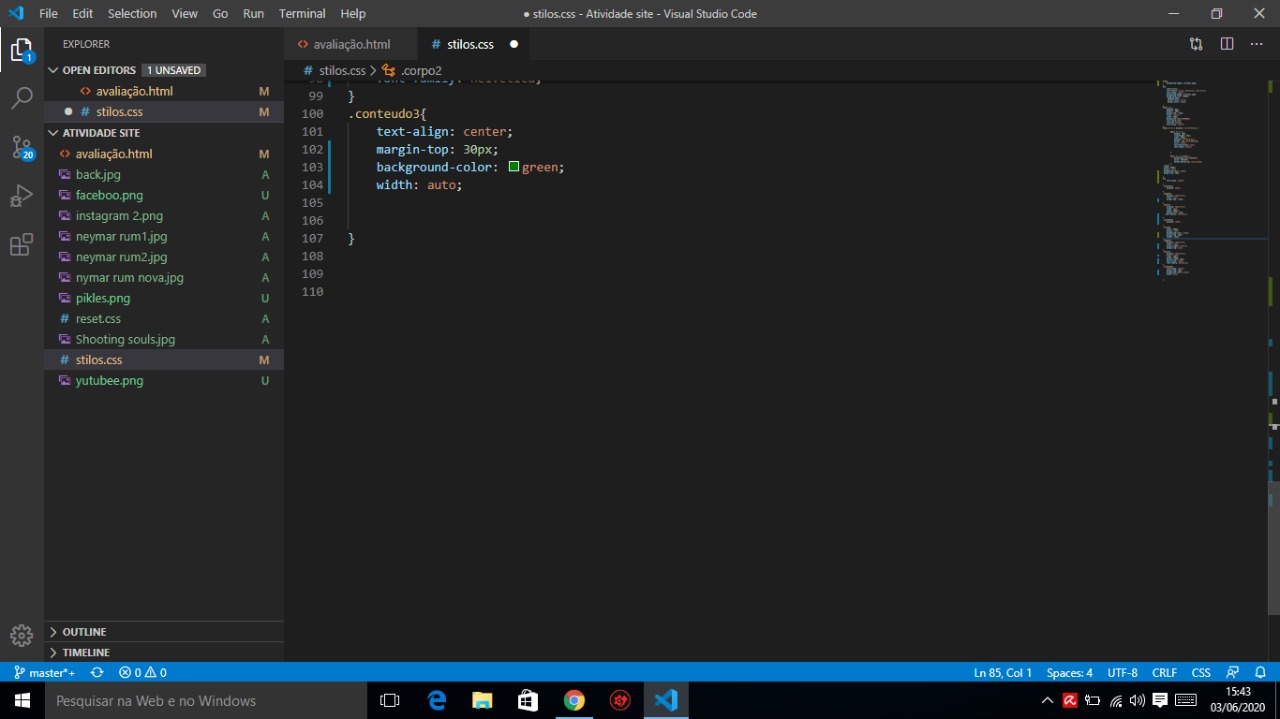 File Edit Selection View Go Run Terminal Help ● stilos.css - Atividade site - Visual Studio Code
EXPLORER
OPEN EDITORS 1 UNSAVED
avaliação.html M
stilos.css M
ATIVIDADE SITE
avaliação.html M
back.jpg A
faceboo.png U
instagram 2.png A
neymar rum1.jpg A
neymar rum2.jpg A
nymar rum nova.jpg A
pikles.png U
reset.css A
Shooting souls.jpg A
stilos.css M
yutubee.png U
OUTLINE
TIMELINE
avaliação.html
stilos.css
stilos.css > .corpo2
99 }
100 .conteudo3{
101 text-align: center;
102 margin-top: 30px;
103 background-color: green;
104 width: auto;
105
106
107 }
108
109
110
1
20
master*+ 0 0 Ln 85, Col 1 Spaces: 4 UTF-8 CRLF CSS
Pesquisar na Web e no Windows
15:43
03/06/2020